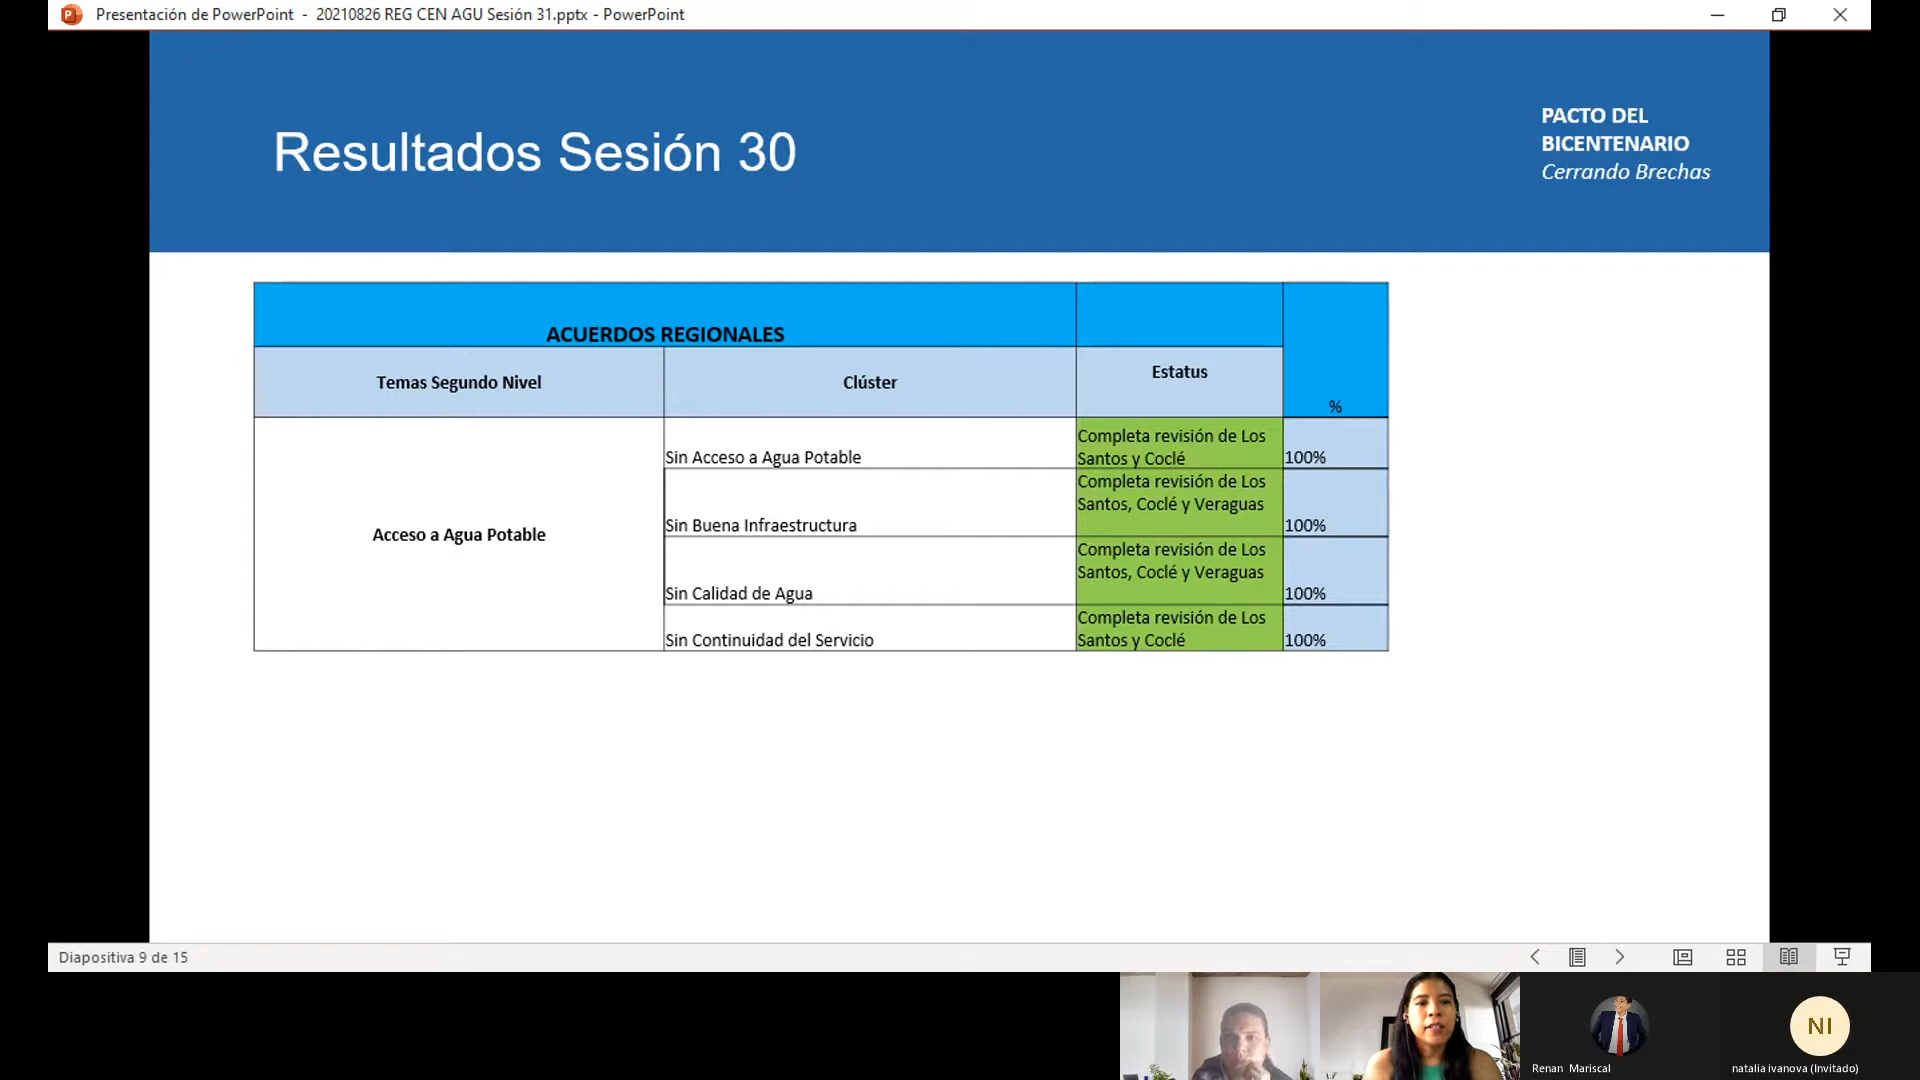 Presentación de PowerPoint - 20210826 REG CEN AGU Sesión 31.pptx - PowerPoint
Resultados Sesión 30
PACTO DEL
BICENTENARIO
Cerrando Brechas
ACUERDOS REGIONALES
Temas Segundo Nivel
Clúster
Estatus
%
Acceso a Agua Potable
Sin Acceso a Agua Potable
Completa revisión de Los
Santos y Coclé
100%
Sin Buena Infraestructura
Completa revisión de Los
Santos, Coclé y Veraguas
100%
Sin Calidad de Agua
Completa revisión de Los
Santos, Coclé y Veraguas
100%
Sin Continuidad del Servicio
Completa revisión de Los
Santos y Coclé
100%
Diapositiva 9 de 15
NI
Renan Mariscal
natalia ivanova (Invitado)